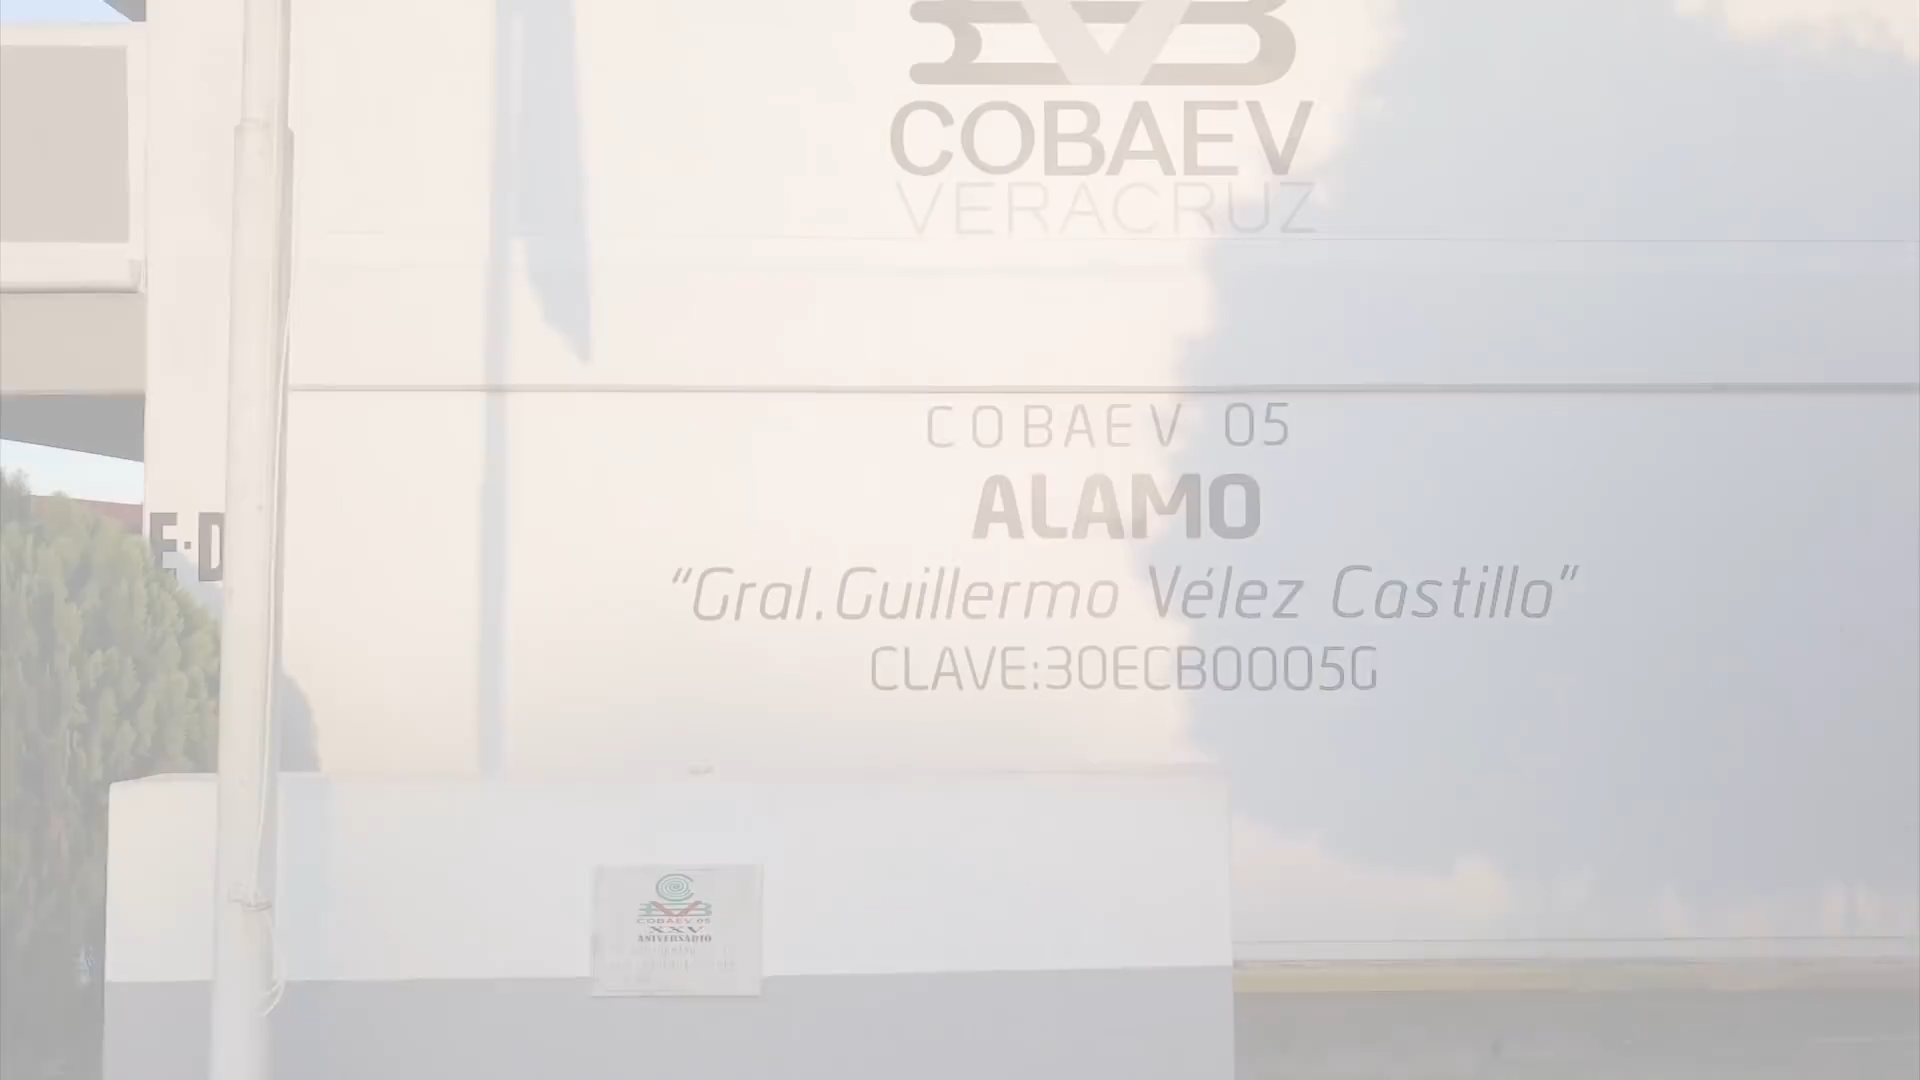 COBAEV
VERACRUZ
COBAEV 05
ALAMO
“Gral.Guillermo Vélez Castillo”
CLAVE:30ECB0005G
E·D
COBAEV 05
XXV
ANIVERSARIO